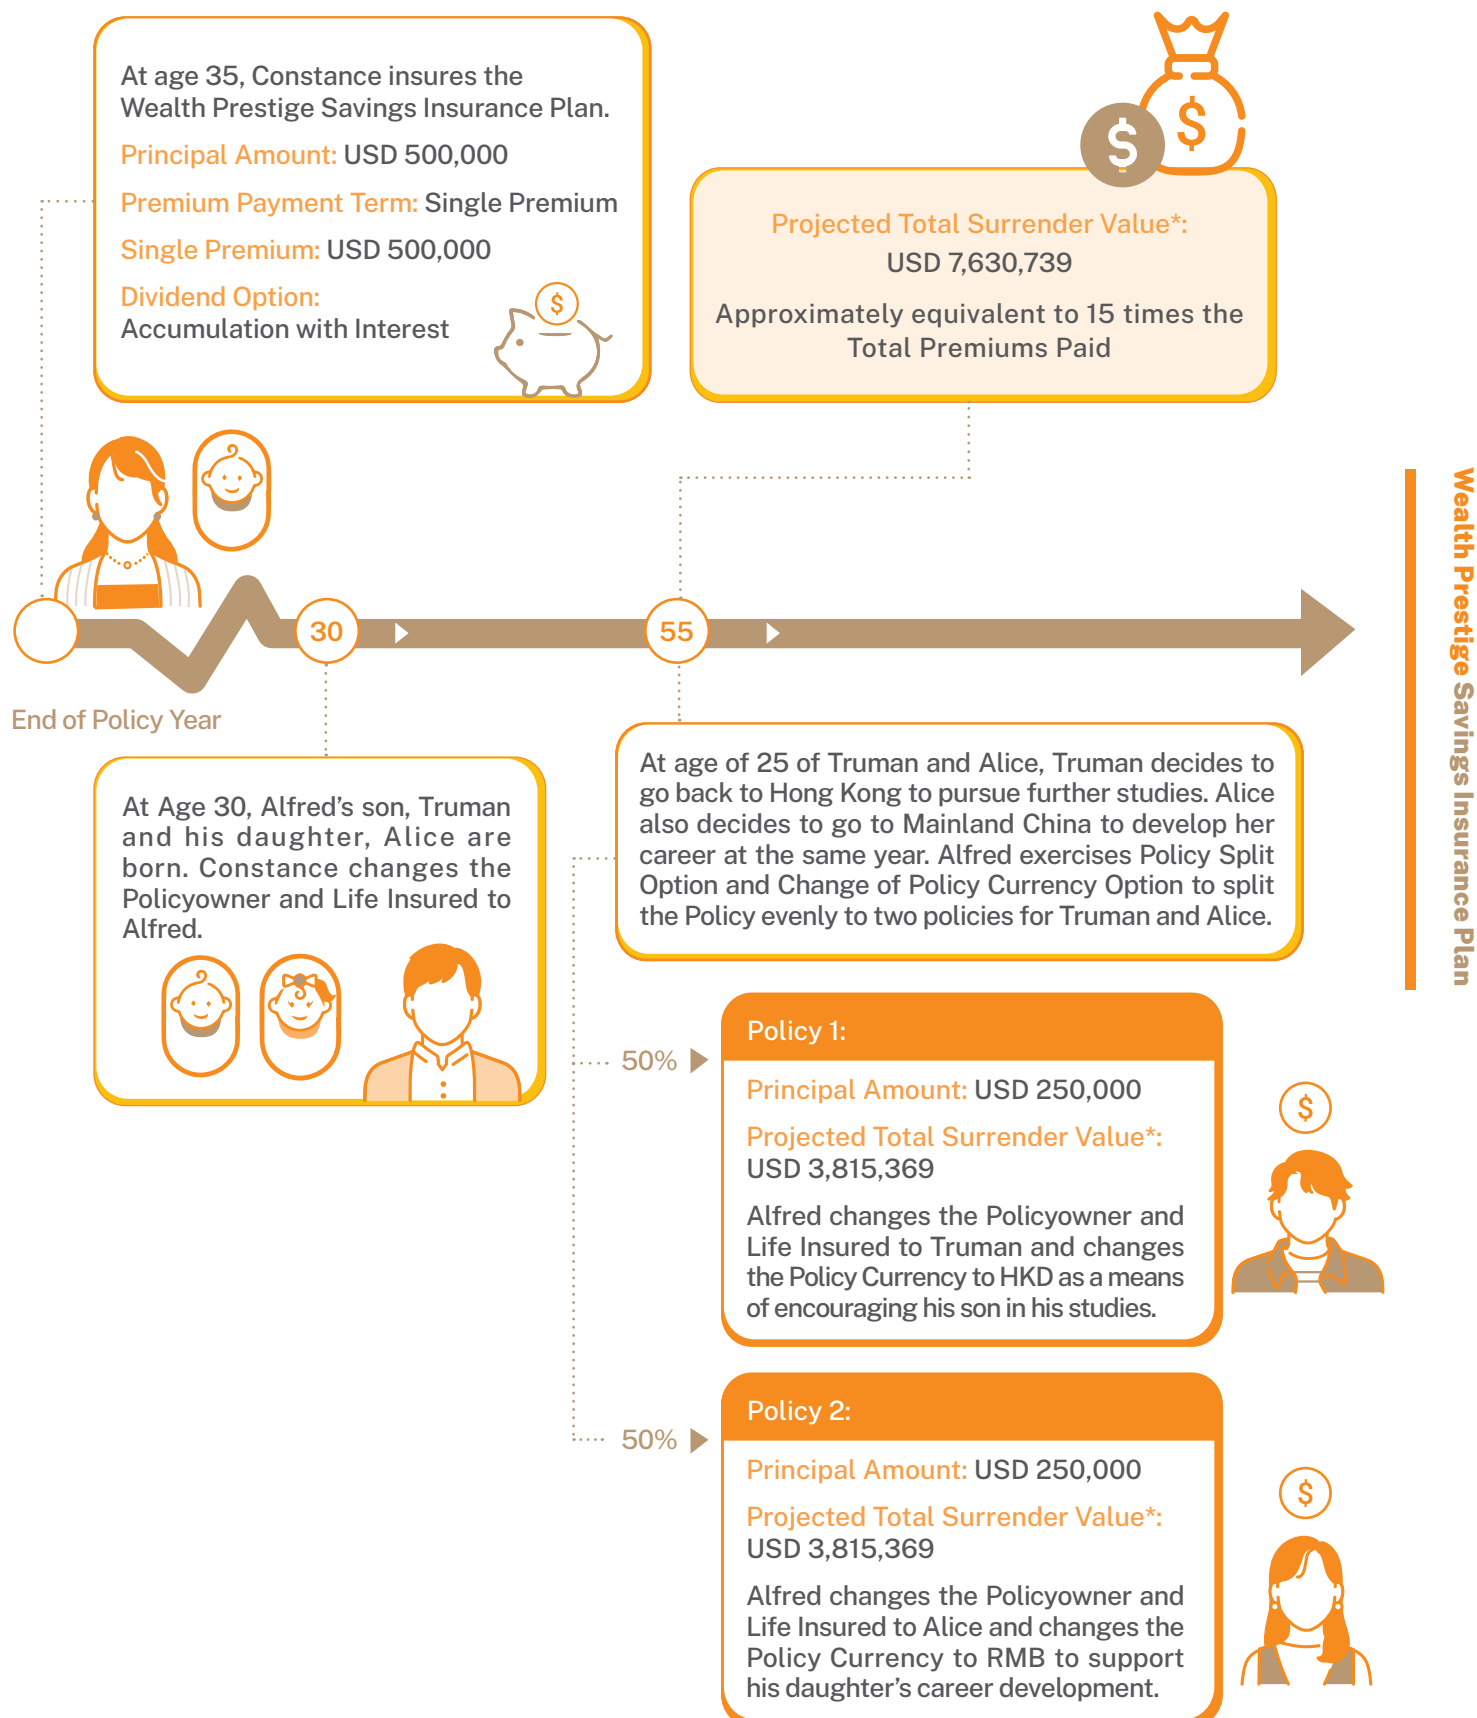 At age 35, Constance insures the
Wealth Prestige Savings Insurance Plan.
Principal Amount: USD 500,000
Premium Payment Term: Single Premium
Single Premium: USD 500,000
Dividend Option:
Accumulation with Interest
$
$
$
Projected Total Surrender Value*:
USD 7,630,739
Approximately equivalent to 15 times the
Total Premiums Paid
Wealth Prestige Savings Insurance Plan
30
55
End of Policy Year
At Age 30, Alfred's son, Truman
and his daughter, Alice are
born. Constance changes the
Policyowner and Life Insured to
Alfred.
At age of 25 of Truman and Alice, Truman decides to
go back to Hong Kong to pursue further studies. Alice
also decides to go to Mainland China to develop her
career at the same year. Alfred exercises Policy Split
Option and Change of Policy Currency Option to split
the Policy evenly to two policies for Truman and Alice.
50%
Policy 1:
Principal Amount: USD 250,000
Projected Total Surrender Value*:
USD 3,815,369
Alfred changes the Policyowner and
Life Insured to Truman and changes
the Policy Currency to HKD as a means
of encouraging his son in his studies.
$
50%
Policy 2:
Principal Amount: USD 250,000
Projected Total Surrender Value*:
USD 3,815,369
Alfred changes the Policyowner and
Life Insured to Alice and changes the
Policy Currency to RMB to support
his daughter's career development.
$